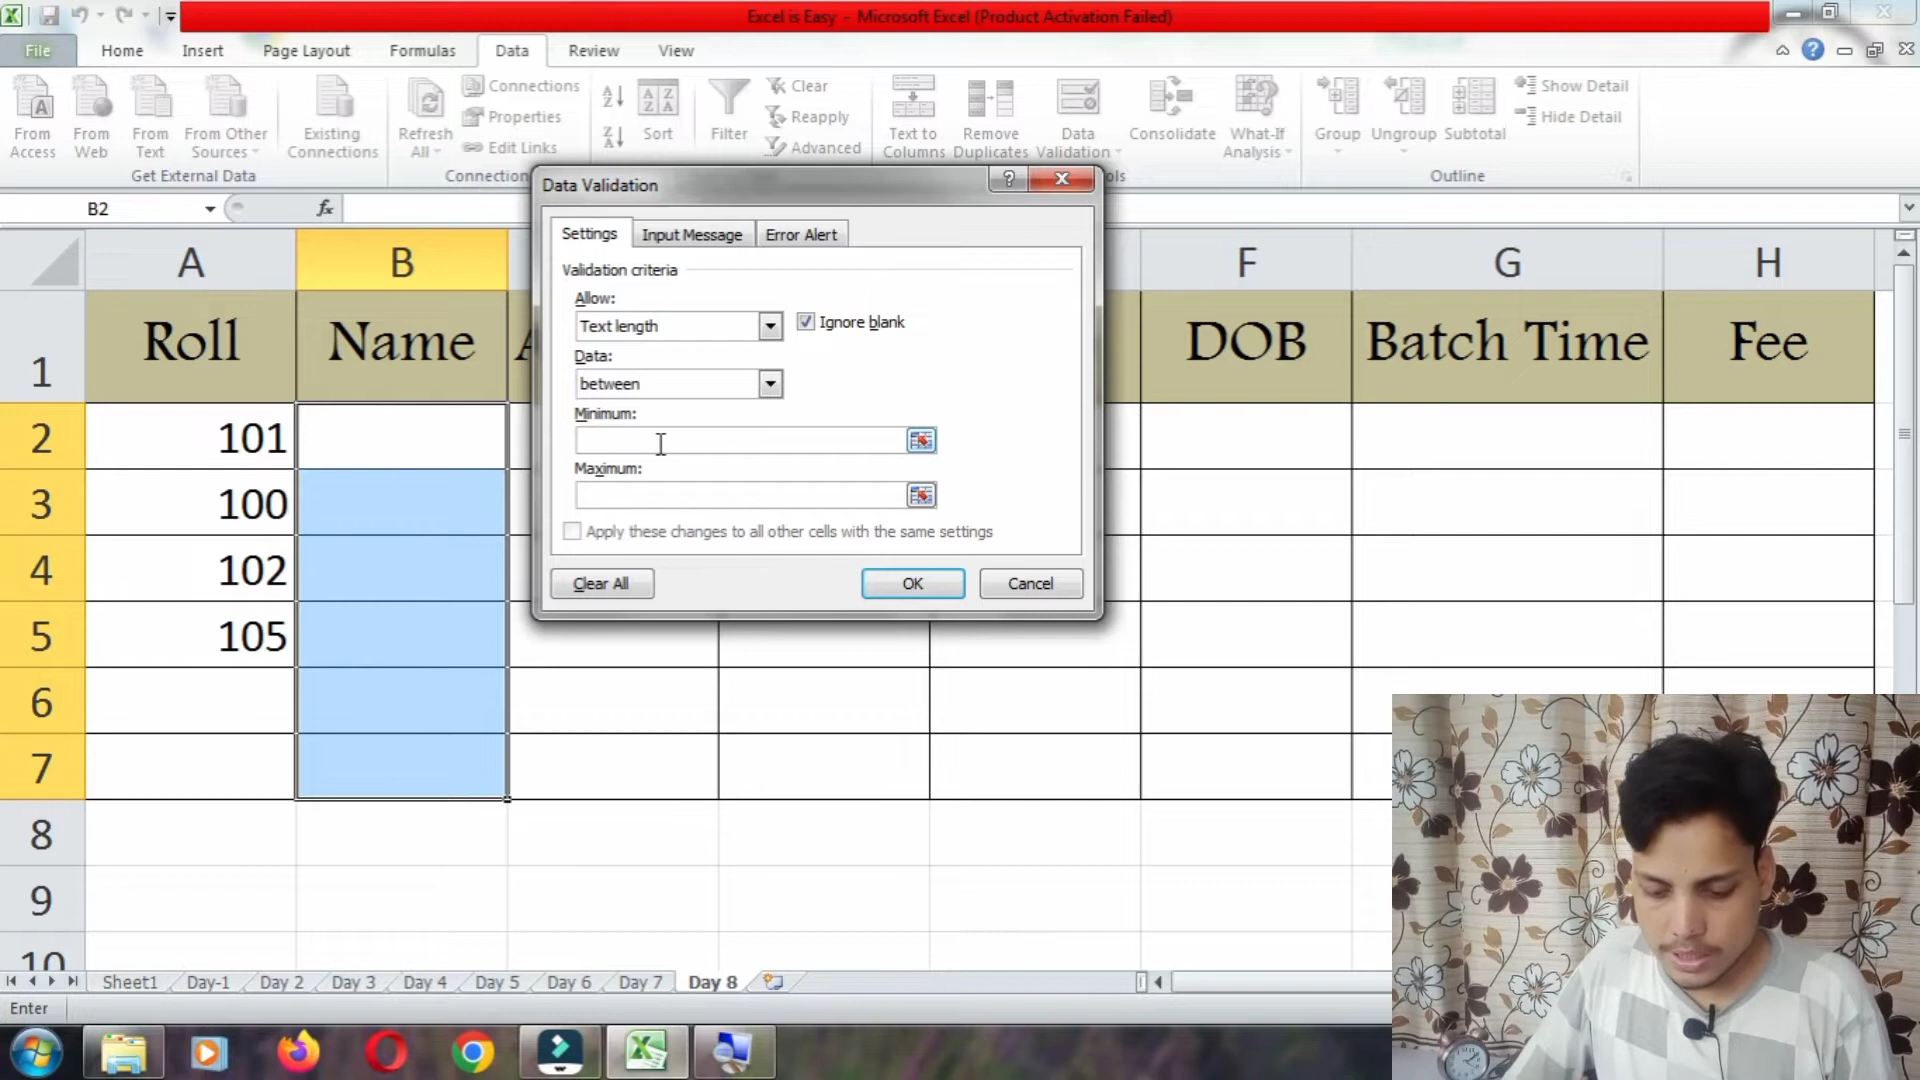 Excel is Easy - Microsoft Excel (Product Activation Failed)
File Home Insert Page Layout Formulas Data Review View
From Access
From Web
From Text
From Other Sources
Existing Connections
Get External Data
Refresh All
Connections
Properties
Edit Links
Connection
Sort
Filter
Clear
Reapply
Advanced
Text to Columns
Remove Duplicates
Data Validation
Consolidate
What-If Analysis
ols
Group
Ungroup
Subtotal
Show Detail
Hide Detail
Outline
B2 fx
Data Validation
Settings Input Message Error Alert
Validation criteria
Allow:
Text length Ignore blank
Data:
between
Minimum:
Maximum:
Apply these changes to all other cells with the same settings
Clear All OK Cancel
A B F G H
1 Roll Name A DOB Batch Time Fee
2 101
3 100
4 102
5 105
6
7
8
9
10
Sheet1 Day-1 Day 2 Day 3 Day 4 Day 5 Day 6 Day 7 Day 8
Enter